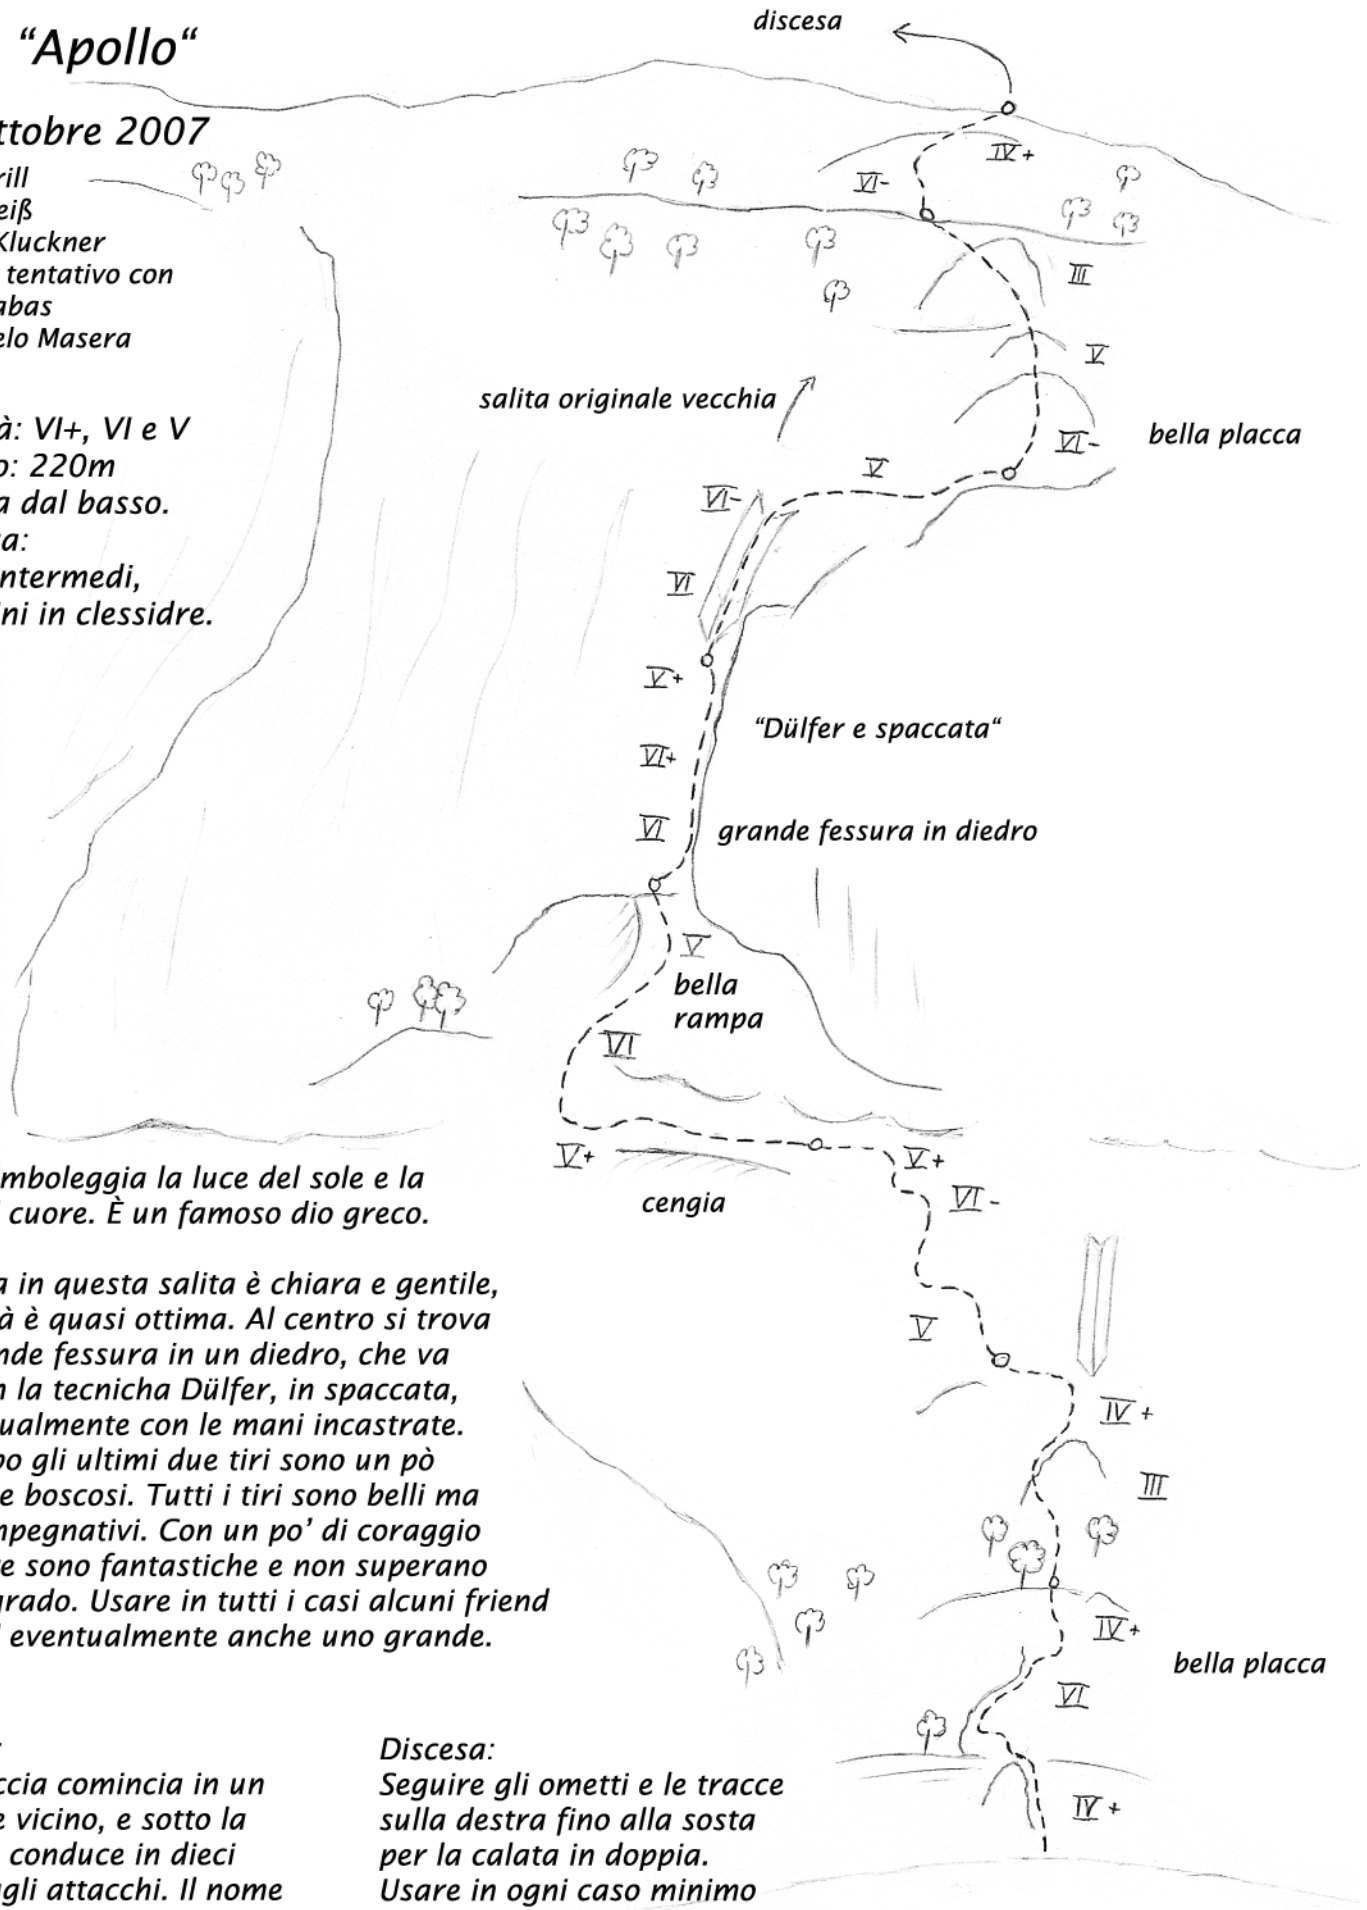 “Apollo“
discesa
ttobre 2007
rill
eiß
Kluckner
tentativo con
abas
elo Masera
IV+
VI-
III
V
salita originale vecchia
à: VI+, VI e V
o: 220m
a dal basso.
a:
ntermedi,
ni in clessidre.
bella placca
VI-
V
VI-
VI
V+
“Dülfer e spaccata“
VI+
VI
grande fessura in diedro
V
bella
rampa
VI
V+
V+
cengia
VI-
mboleggia la luce del sole e la
cuore. È un famoso dio greco.
a in questa salita è chiara e gentile,
à è quasi ottima. Al centro si trova
nde fessura in un diedro, che va
n la tecnicha Dülfer, in spaccata,
ualmente con le mani incastrate.
po gli ultimi due tiri sono un pò
e boscosi. Tutti i tiri sono belli ma
mpegnativi. Con un po’ di coraggio
re sono fantastiche e non superano
grado. Usare in tutti i casi alcuni friend
eventualmente anche uno grande.
V
IV+
III
IV+
bella placca
VI
IV+
:
ccia comincia in un
e vicino, e sotto la
conduce in dieci
gli attacchi. Il nome
Discesa:
Seguire gli ometti e le tracce
sulla destra fino alla sosta
per la calata in doppia.
Usare in ogni caso minimo